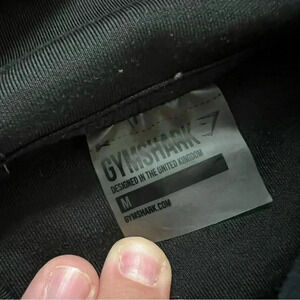 GYMSHARK
DESIGNED IN THE UNITED KINGDOM
M
GYMSHARK.COM